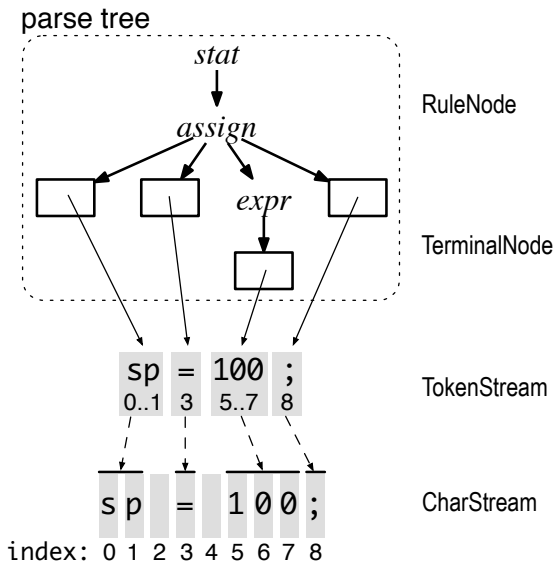 parse tree
stat
RuleNode
assign
expr
TerminalNode
sp = 100 ;
0..1 3 5..7 8
TokenStream
s p = 1 0 0 ;
CharStream
index: 0 1 2 3 4 5 6 7 8